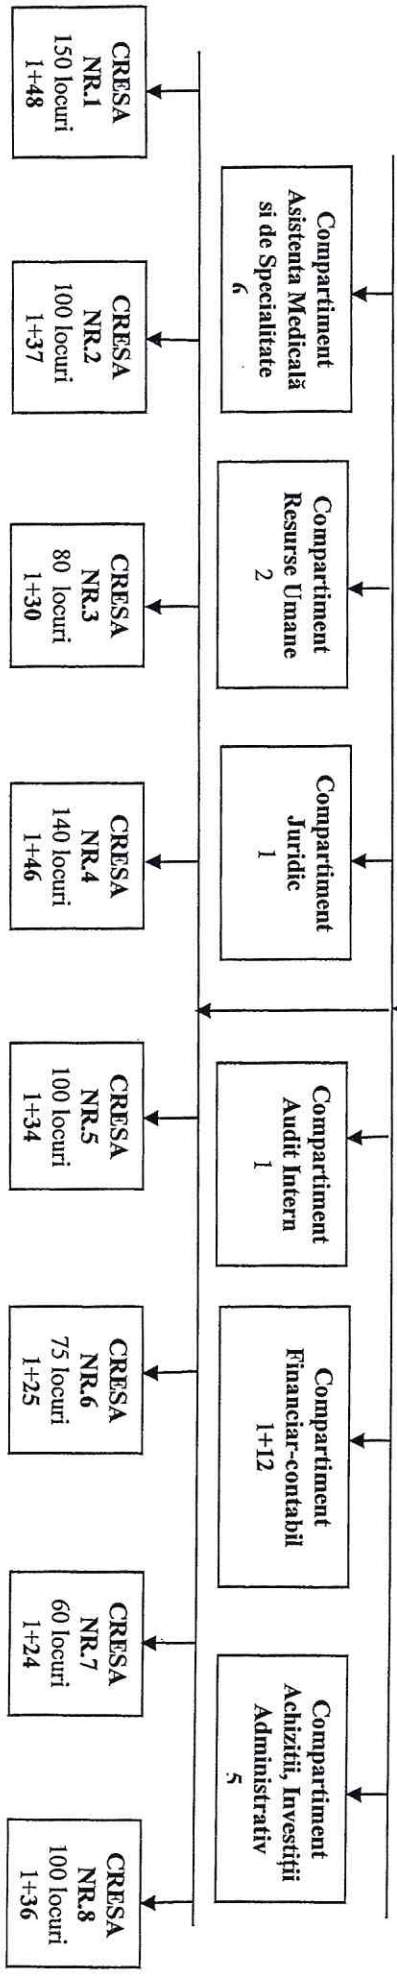 Compartiment
Asistenta Medicală
si de Specialitate
6
Compartiment
Resurse Umane
2
Compartiment
Juridic
1
Compartiment
Audit Intern
1
Compartiment
Financiar-contabil
1+12
Compartiment
Achizitii, Investiţii
Administrativ
5
CRESA
NR.1
150 locuri
1+48
CRESA
NR.2
100 locuri
1+37
CRESA
NR.3
80 locuri
1+30
CRESA
NR.4
140 locuri
1+46
CRESA
NR.5
100 locuri
1+34
CRESA
NR.6
75 locuri
1+25
CRESA
NR.7
60 locuri
1+24
CRESA
NR.8
100 locuri
1+36